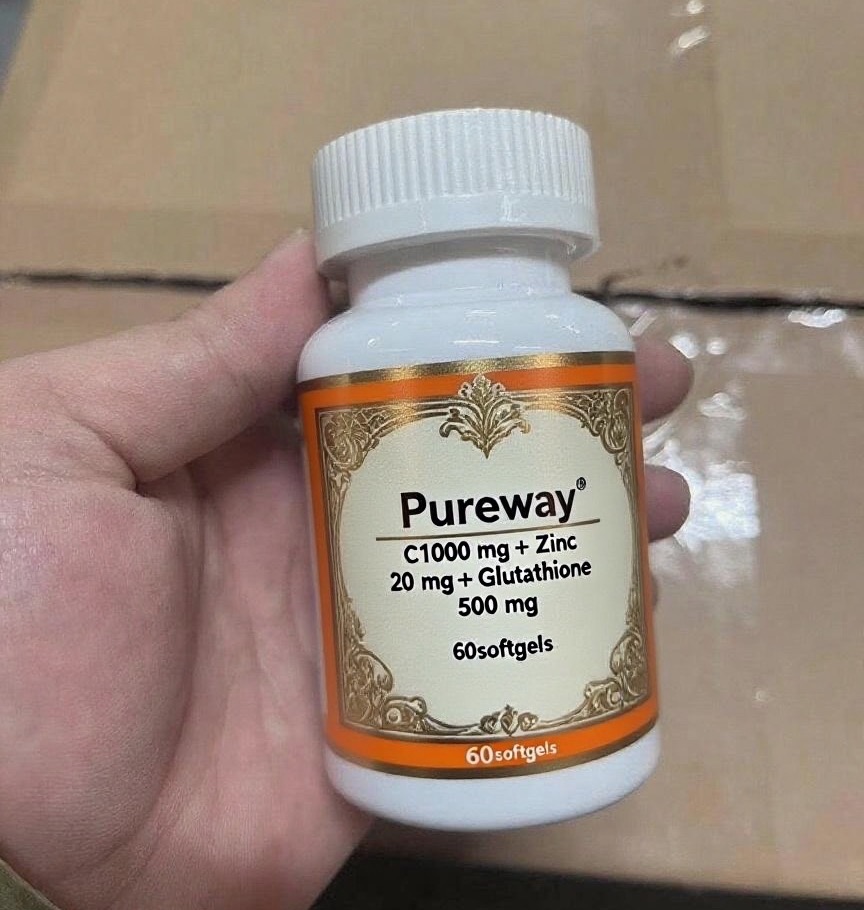 Pureway®
C1000 mg + Zinc
20 mg + Glutathione
500 mg
60softgels
60softgels